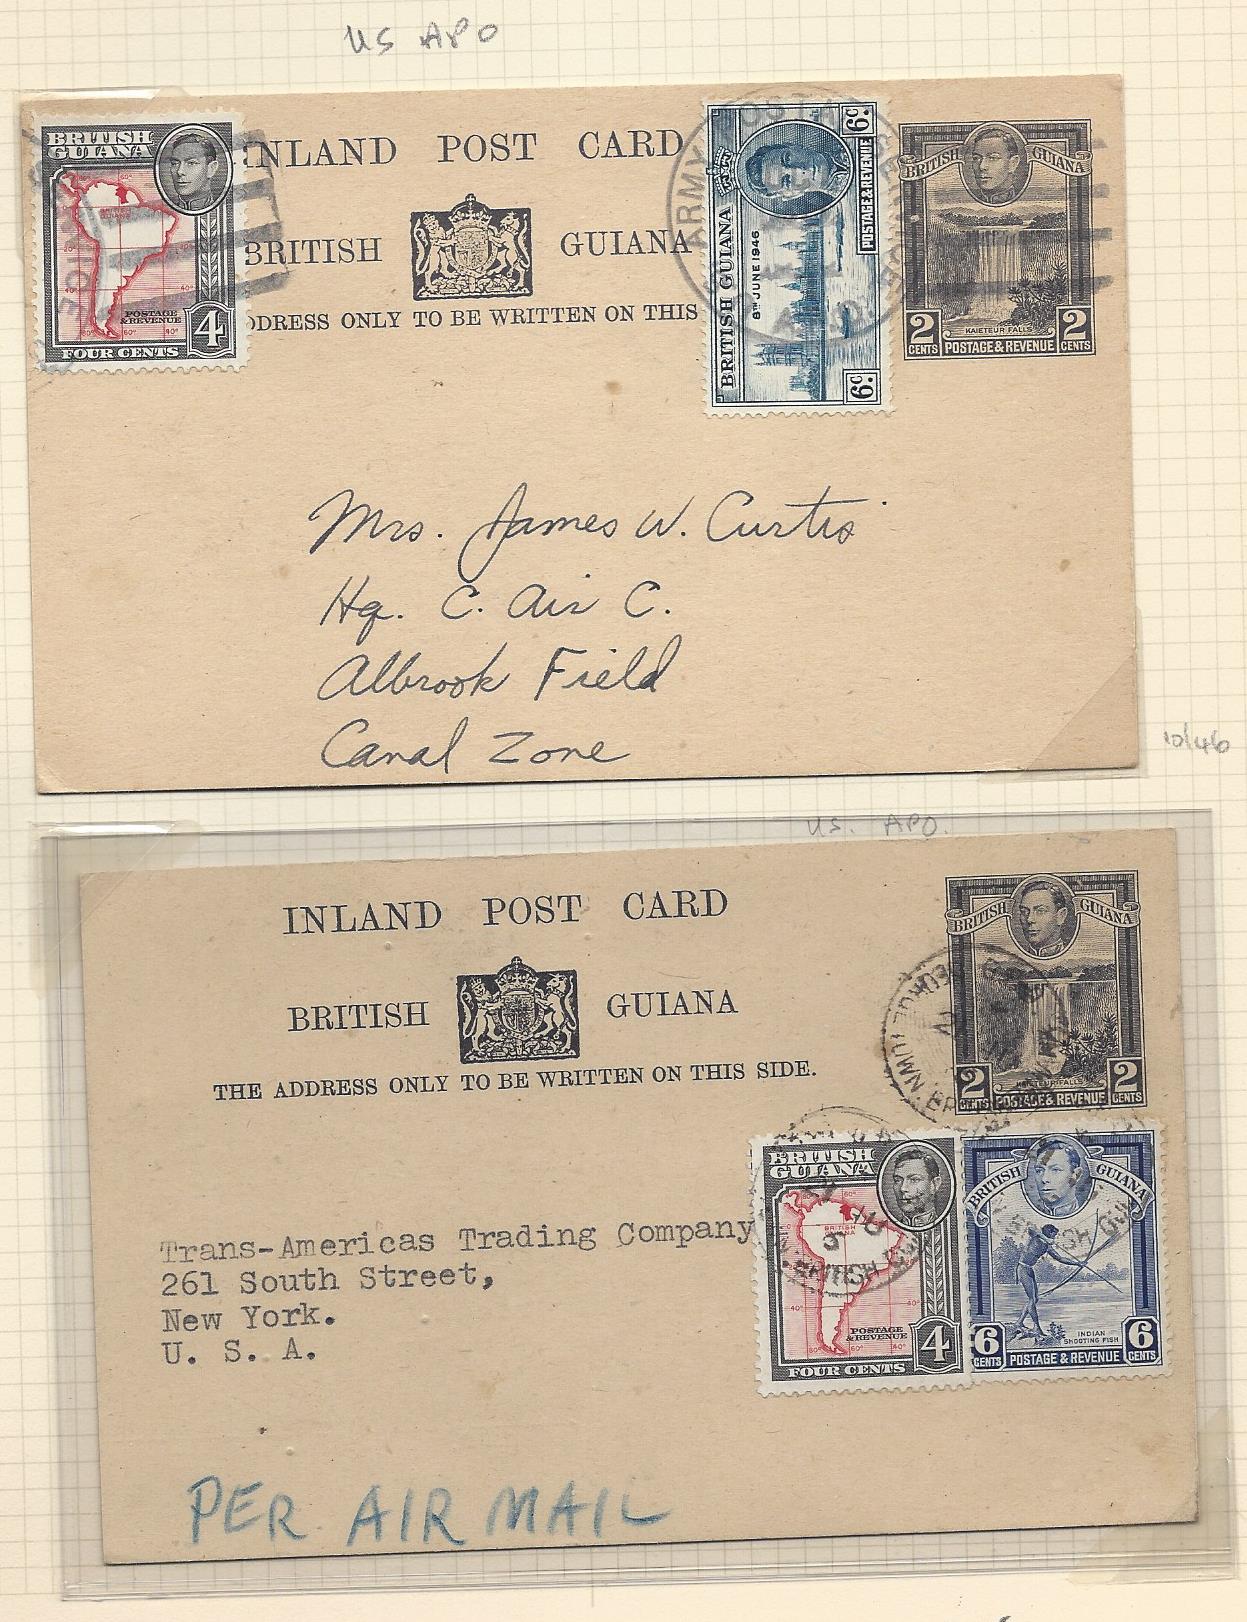 US APO
BRITISH GUIANA
POSTAGE & REVENUE
4
FOUR CENTS
INLAND POST CARD
BRITISH GUIANA
DDRESS ONLY TO BE WRITTEN ON THIS
ARMY
BRITISH GUIANA
8TH JUNE 1946
POSTAGE & REVENUE
6c.
6c.
BRITISH GUIANA
KAIETEUR FALLS
2 CENTS POSTAGE & REVENUE 2 CENTS
Mrs. James W. Curtis
Hq. C. Air C.
Albrook Field
Canal Zone
10/46
U.S. APO.
INLAND POST CARD
BRITISH GUIANA
THE ADDRESS ONLY TO BE WRITTEN ON THIS SIDE.
BRITISH GUIANA
KAIETEUR FALLS
2 CENTS POSTAGE & REVENUE 2 CENTS
GEORGETOWN
BRITISH GUIANA
POSTAGE & REVENUE
4
FOUR CENTS
BRITISH GUIANA
INDIAN SHOOTING FISH
6 CENTS POSTAGE & REVENUE 6 CENTS
Trans-Americas Trading Company
261 South Street,
New York.
U. S. A.
PER AIR MAIL